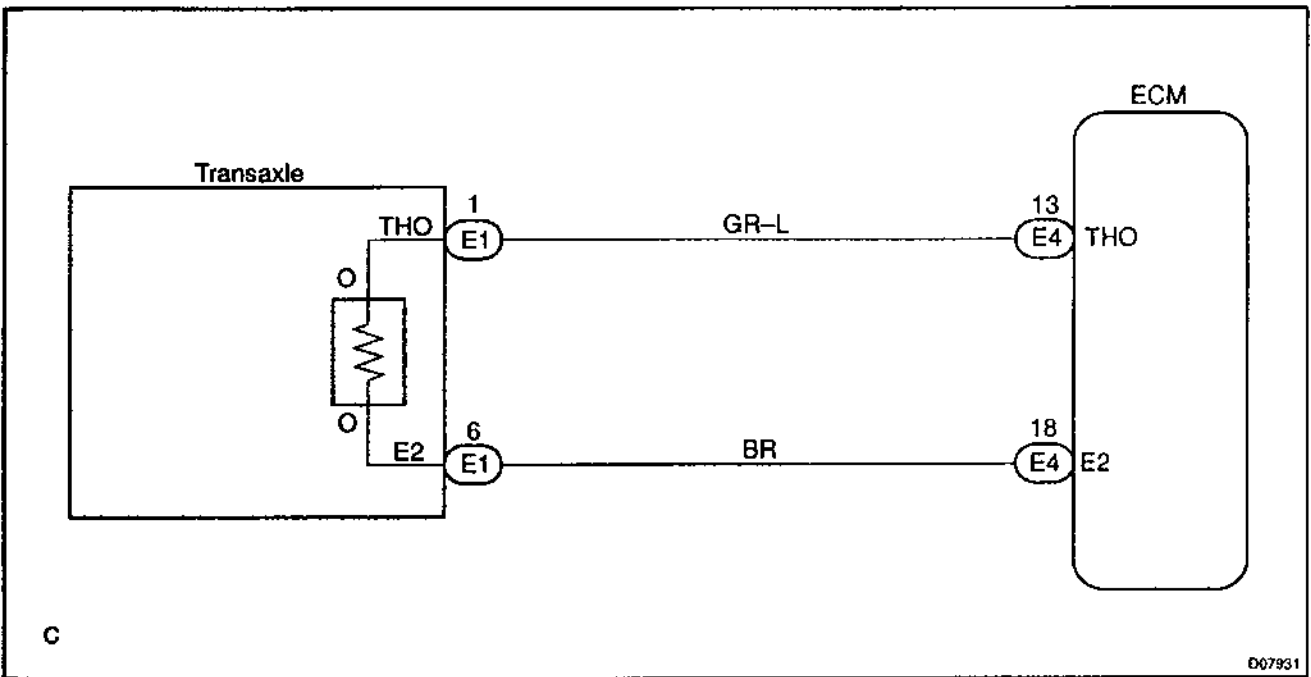 ECM
Transaxle
THO
1
E1
GR–L
13
E4
THO
O
O
E2
6
E1
BR
18
E4
E2
C
D07931